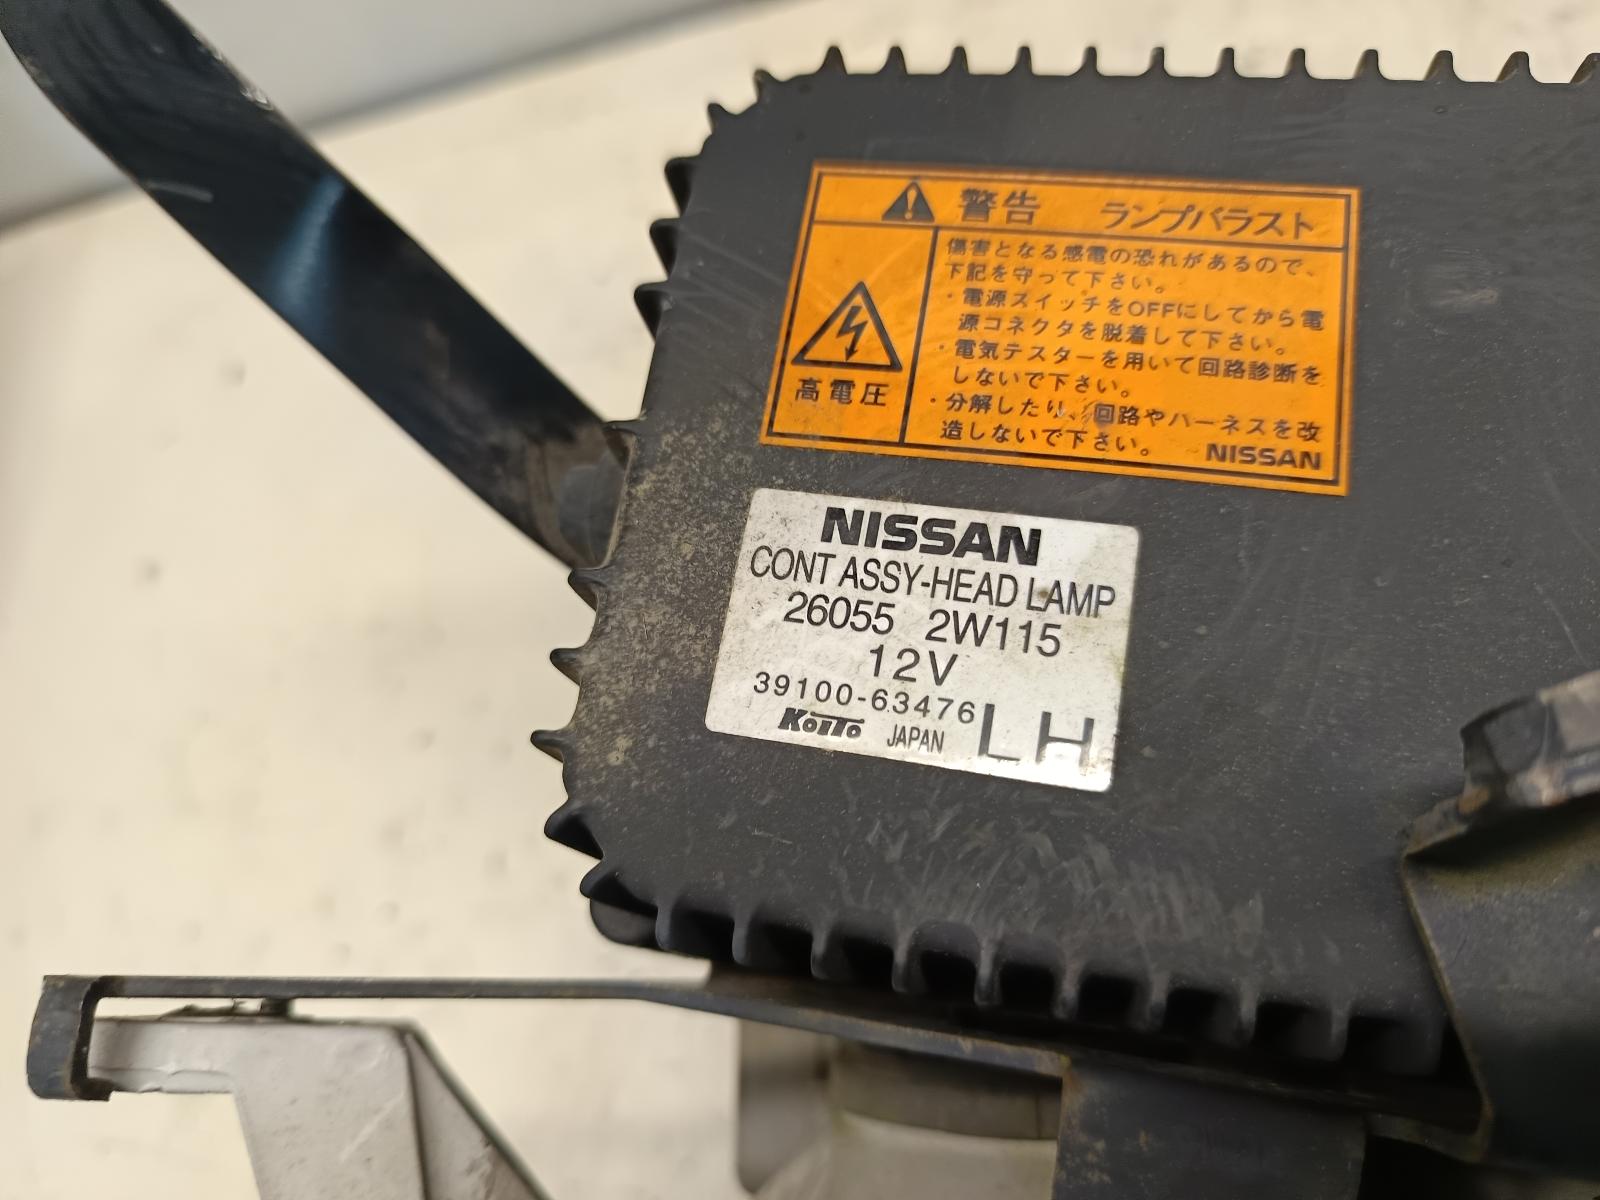 警告 ランプバラスト
傷害となる感電の恐れがあるので、
下記を守って下さい。
・電源スイッチをOFFにしてから電
源コネクタを脱着して下さい。
・電気テスターを用いて回路診断を
しないで下さい。
・分解したり、回路やハーネスを改
造しないで下さい。
NISSAN
高電圧
NISSAN
CONT ASSY-HEAD LAMP
26055 2W115
12V
39100-63476
KOITO JAPAN LH